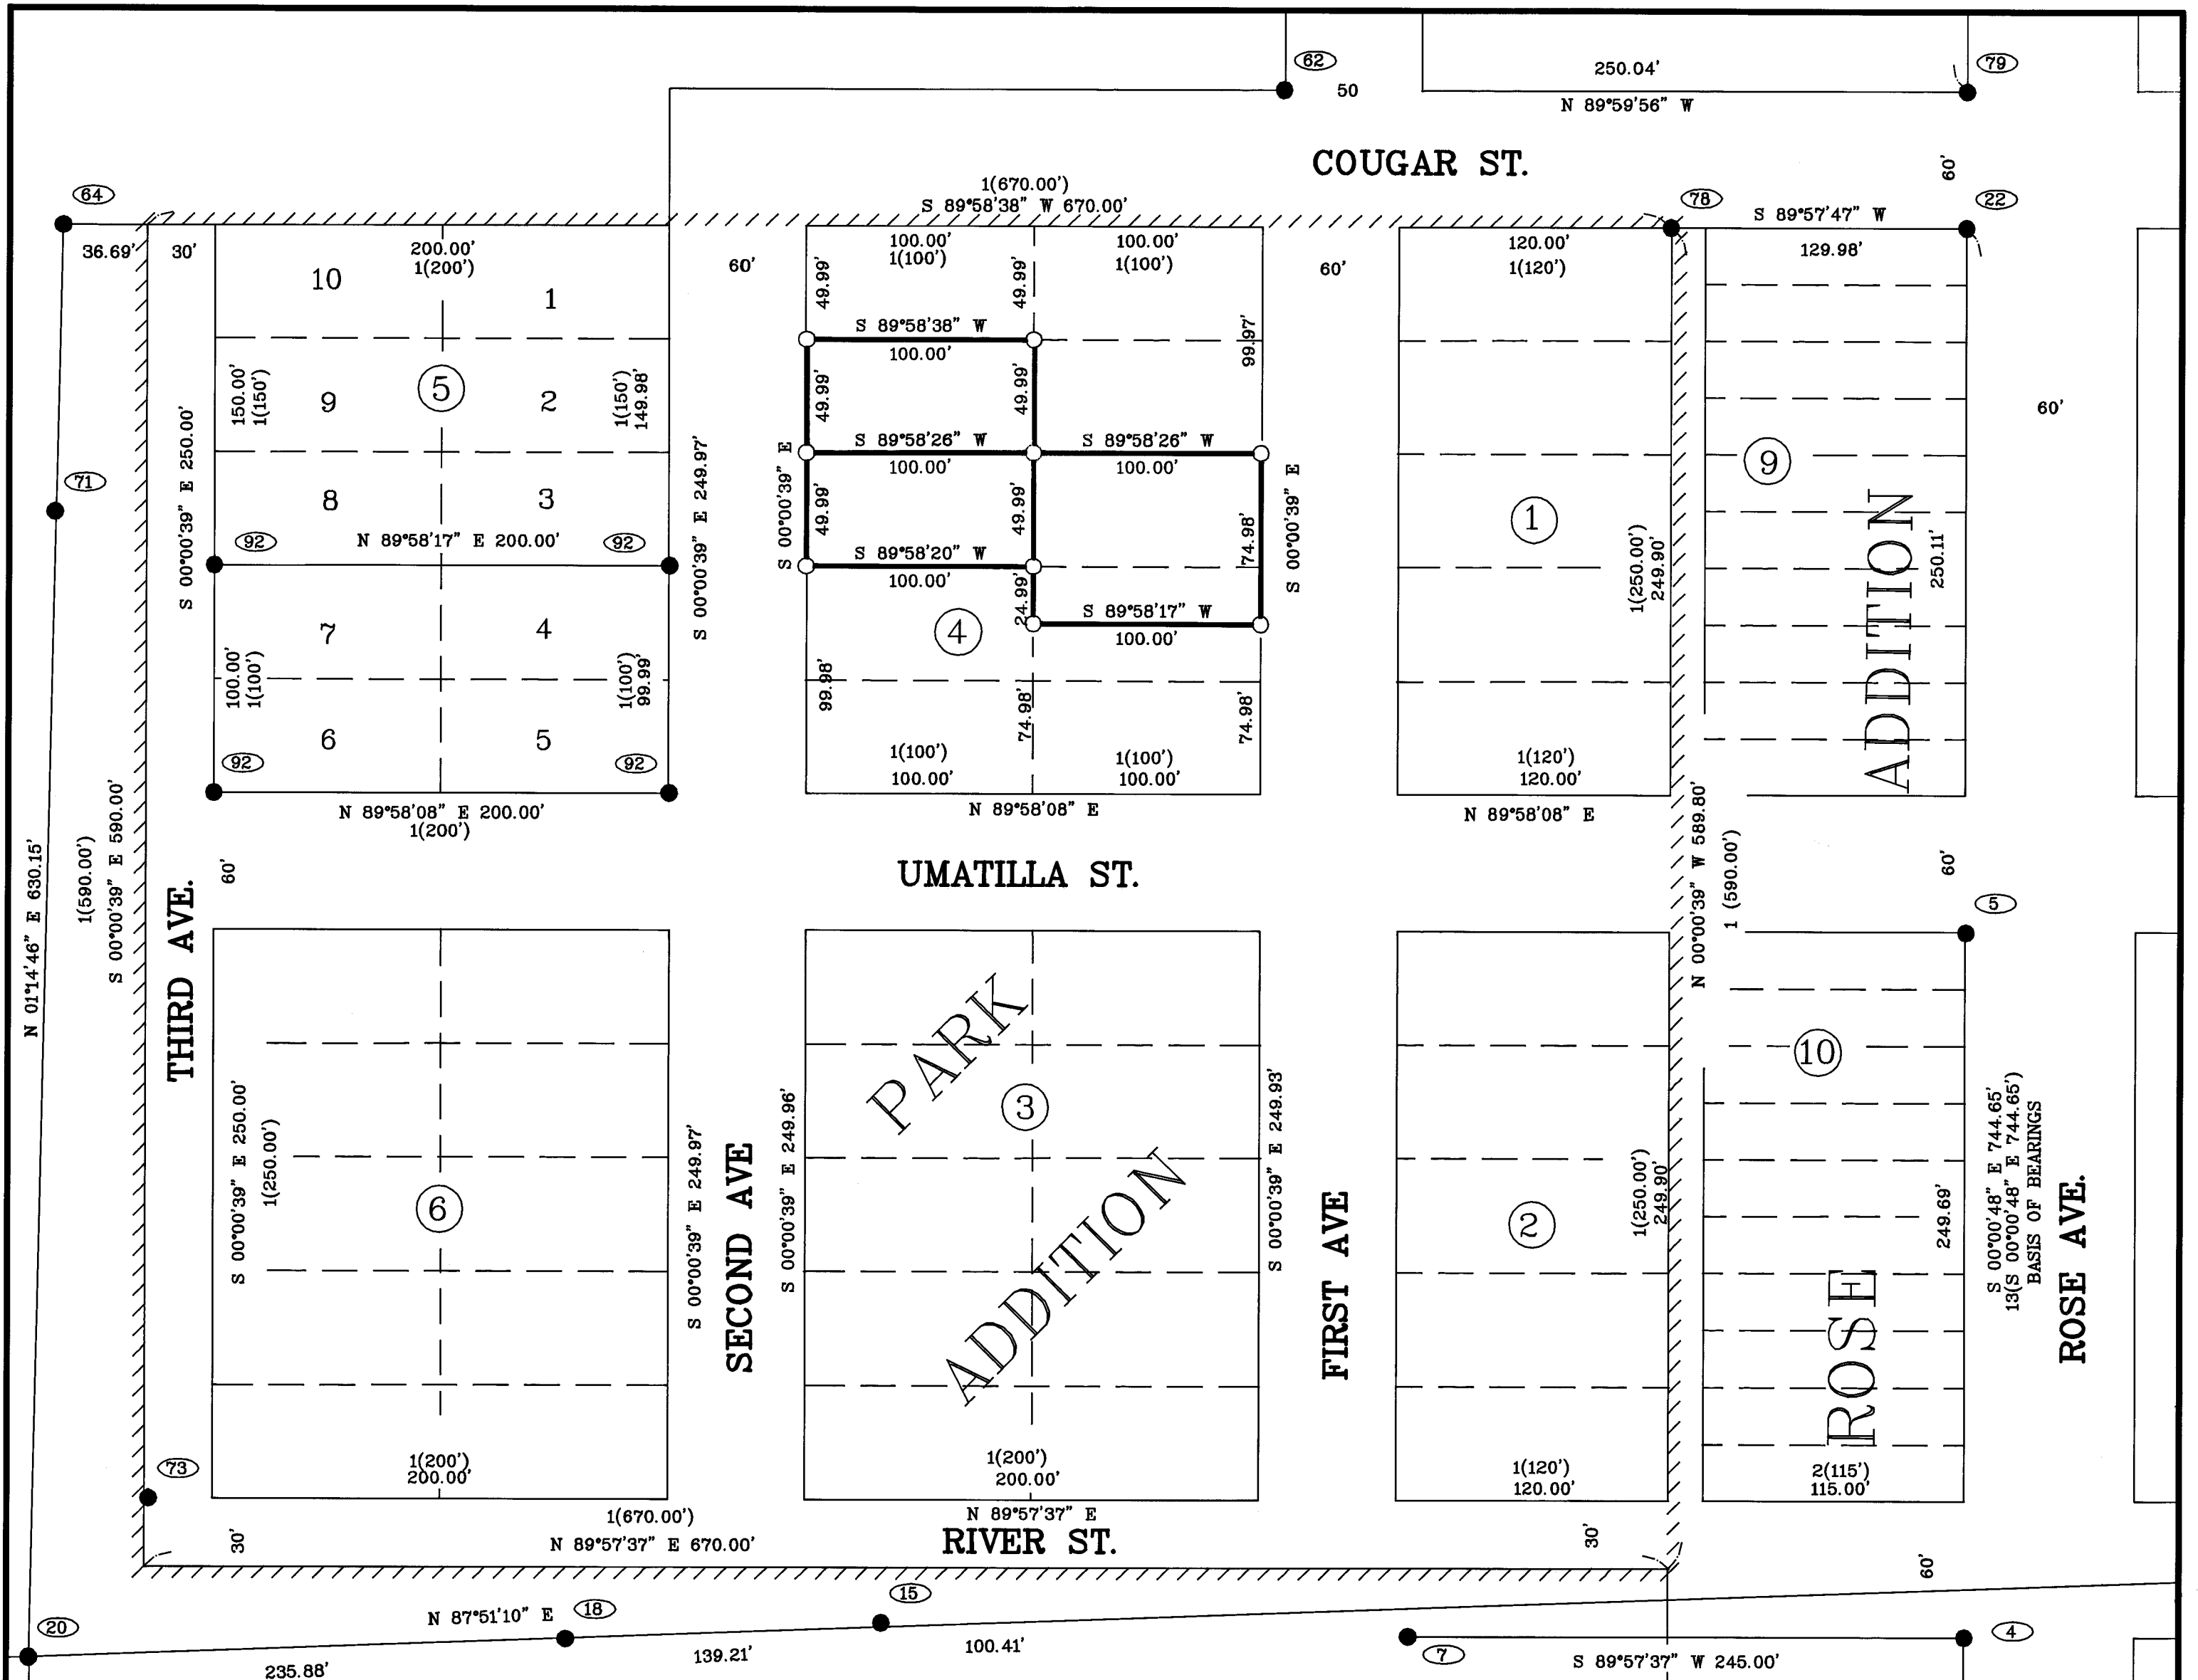 62
50
250.04'
N 89°59'56" W
79
COUGAR ST.
60'
64
1(670.00')
S 89°58'38" W 670.00'
78
S 89°57'47" W
22
36.69'
30'
200.00'
1(200')
60'
100.00'
1(100')
100.00'
1(100')
60'
120.00'
1(120')
129.98'
10
1
49.99'
49.99'
99.97'
S 89°58'38" W
100.00'
150.00'
1(150')
9
5
2
1(150')
149.98'
49.99'
49.99'
60'
S 00°00'39" E 250.00'
S 00°00'39" E 249.97'
S 00°00'39" E
S 89°58'26" W
100.00'
S 89°58'26" W
100.00'
S 00°00'39" E
9
71
8
3
49.99'
49.99'
74.98'
1
1(250.00')
249.90'
ADDITION
250.11'
92
N 89°58'17" E 200.00'
92
S 89°58'20" W
100.00'
24.99'
S 89°58'17" W
100.00'
7
4
4
100.00'
1(100')
1(100')
99.99'
99.98'
74.98'
74.98'
6
5
92
92
1(100')
100.00'
1(100')
100.00'
1(120')
120.00'
N 89°58'08" E 200.00'
1(200')
N 89°58'08" E
N 89°58'08" E
N 01°14'46" E 630.15'
1(590.00')
S 00°00'39" E 590.00'
60'
UMATILLA ST.
N 00°00'39" W 589.80'
1 (590.00')
60'
5
THIRD AVE.
PARK
ADDITION
3
10
S 00°00'39" E 250.00'
1(250.00')
6
S 00°00'39" E 249.97'
SECOND AVE
S 00°00'39" E 249.96'
S 00°00'39" E 249.93'
FIRST AVE
2
1(250.00')
249.90'
ROSE
249.69'
S 00°00'48" E 744.65'
13(S 00°00'48" E 744.65')
BASIS OF BEARINGS
ROSE AVE.
73
1(200')
200.00'
1(200')
200.00'
1(120')
120.00'
2(115')
115.00'
30'
1(670.00')
N 89°57'37" E 670.00'
N 89°57'37" E
RIVER ST.
30'
60'
20
N 87°51'10" E
18
15
235.88'
139.21'
100.41'
7
S 89°57'37" W 245.00'
4